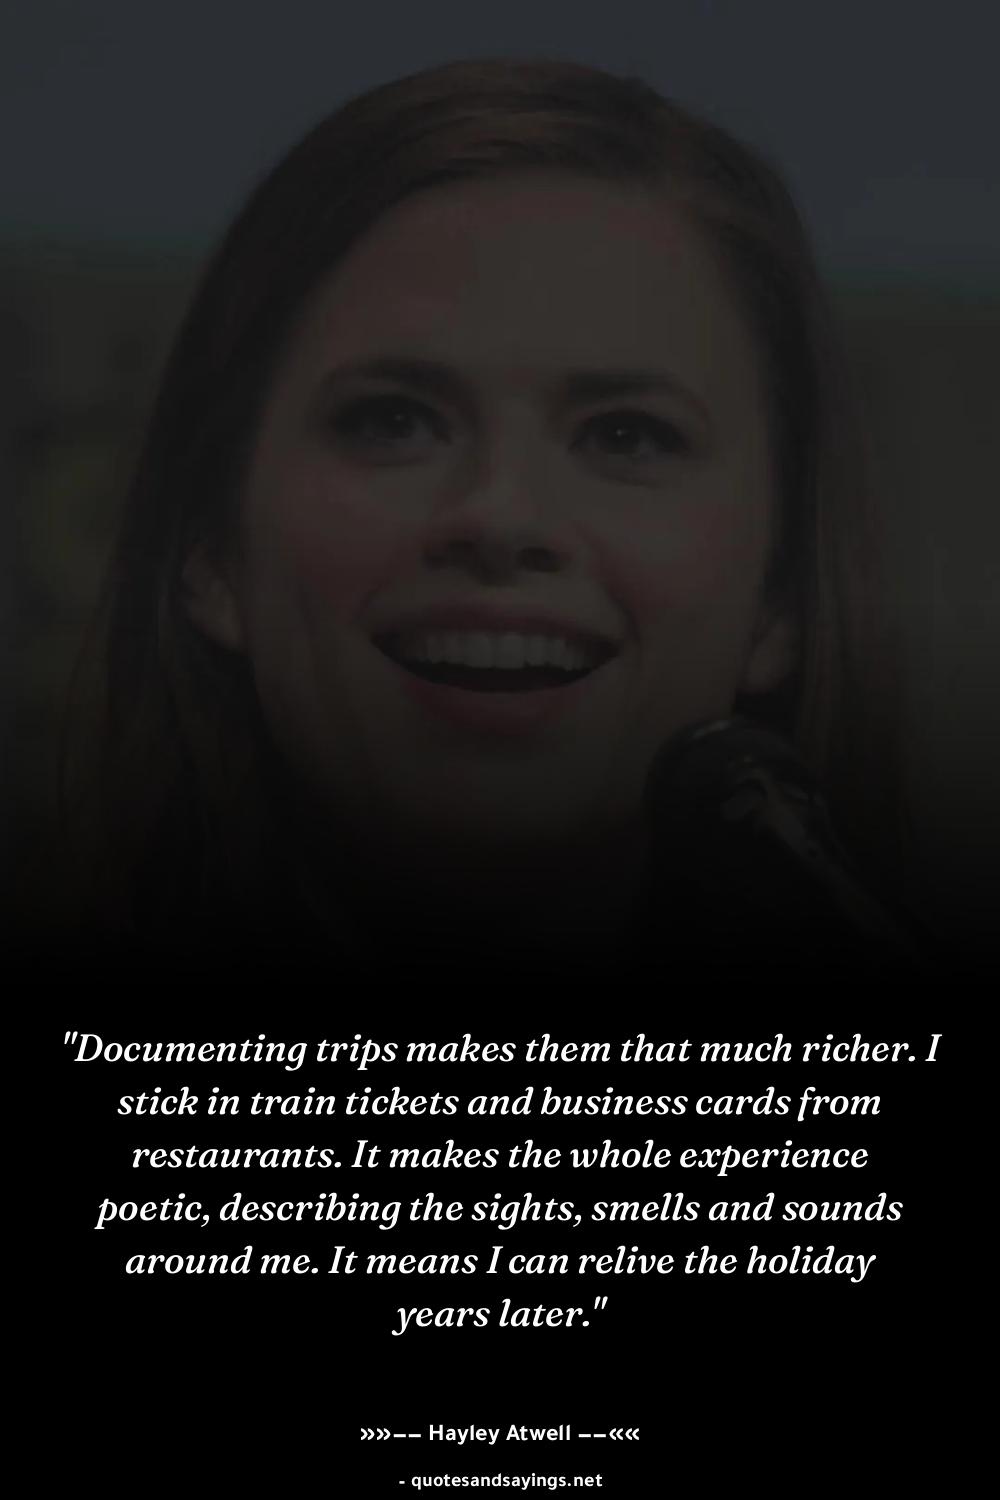 "Documenting trips makes them that much richer. I
stick in train tickets and business cards from
restaurants. It makes the whole experience
poetic, describing the sights, smells and sounds
around me. It means I can relive the holiday
years later."
»»−− Hayley Atwell −−««
- quotesandsayings.net